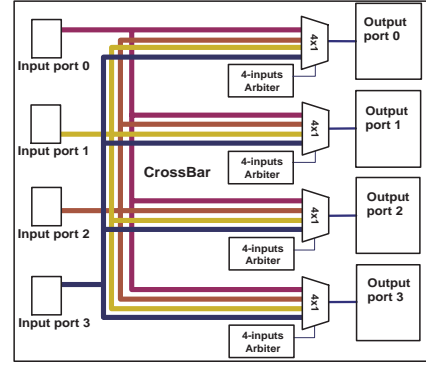 Input port 0
4x1
4-inputs
Arbiter
Output
port 0
Input port 1
4x1
4-inputs
Arbiter
Output
port 1
CrossBar
Input port 2
4x1
4-inputs
Arbiter
Output
port 2
Input port 3
4x1
4-inputs
Arbiter
Output
port 3